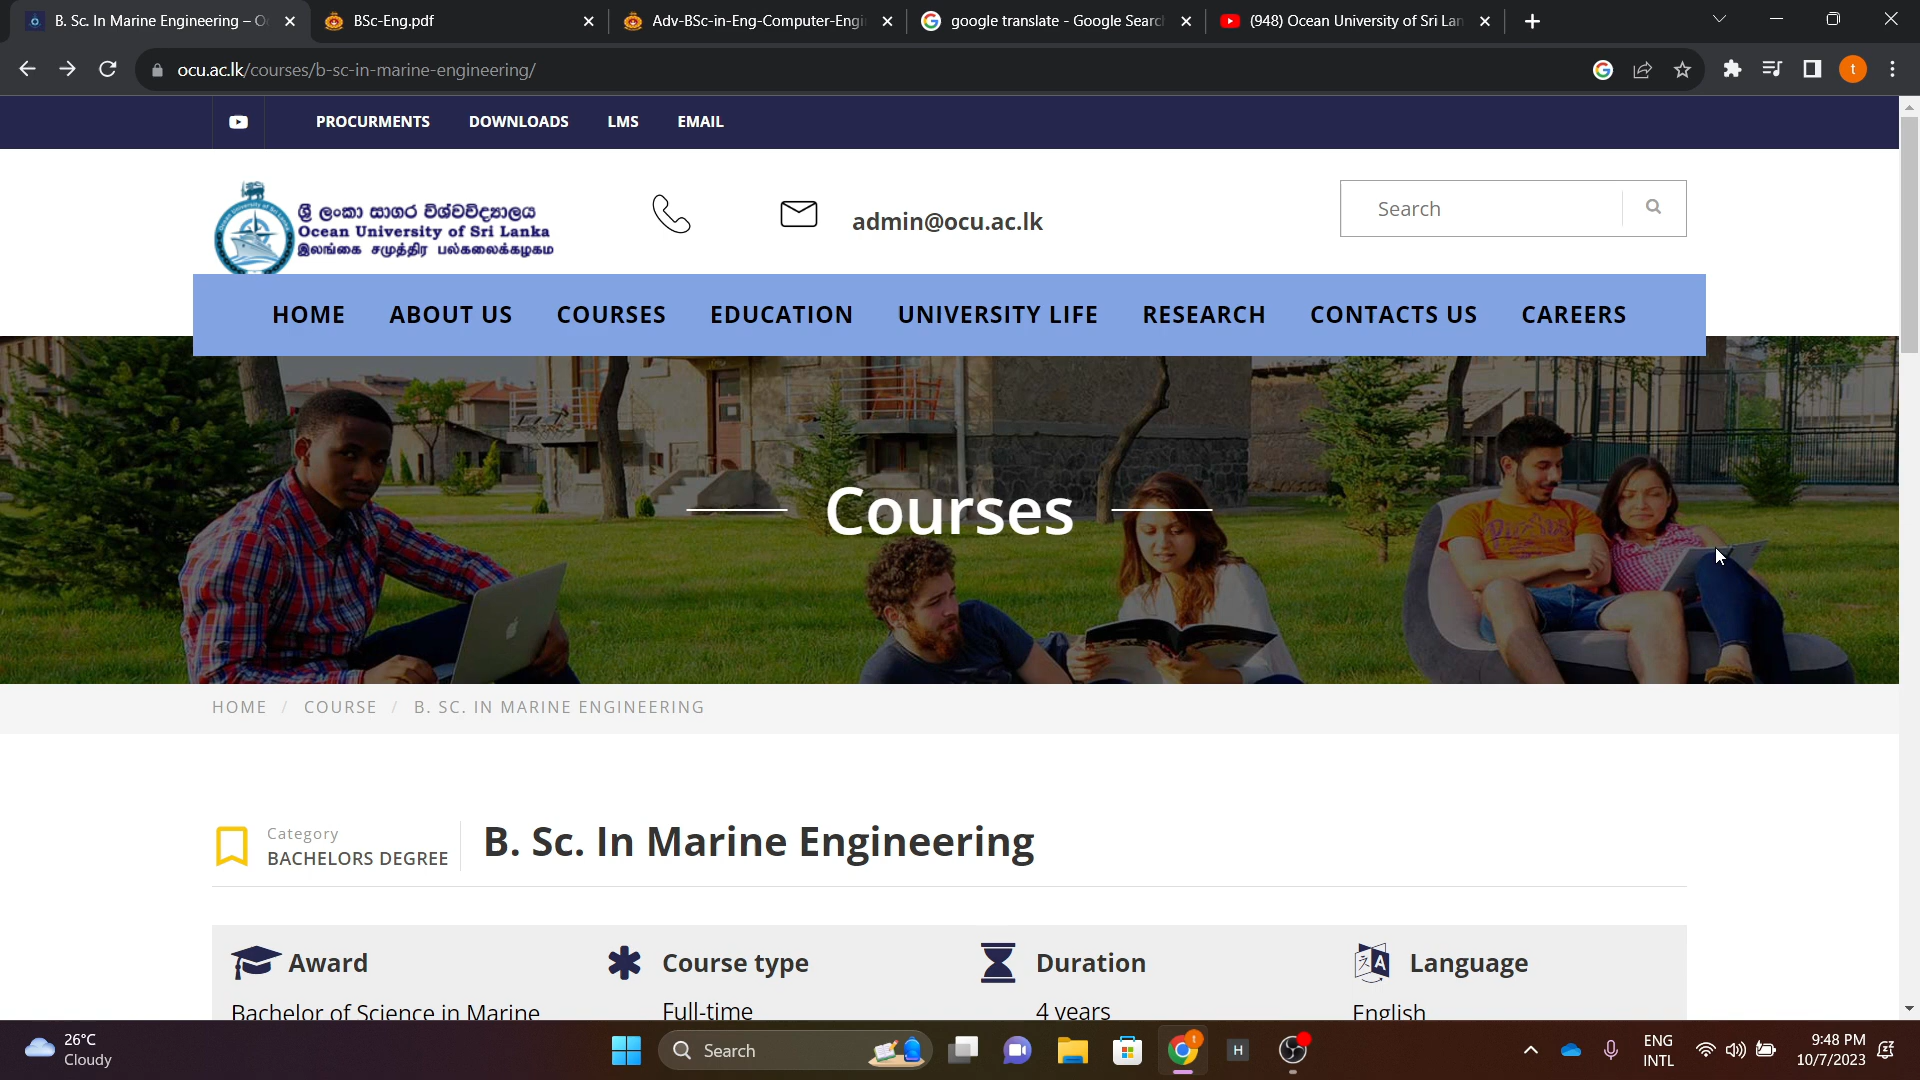 B. Sc. In Marine Engineering – Oc
BSc-Eng.pdf
Adv-BSc-in-Eng-Computer-Engi
google translate - Google Search
(948) Ocean University of Sri Lan
ocu.ac.lk/courses/b-sc-in-marine-engineering/
t
PROCURMENTS DOWNLOADS LMS EMAIL
ශ්‍රී ලංකා සාගර විශ්වවිද්‍යාලය
Ocean University of Sri Lanka
இலங்கை சமுத்திர பல்கலைக்கழகம்
admin@ocu.ac.lk
Search
HOME ABOUT US COURSES EDUCATION UNIVERSITY LIFE RESEARCH CONTACTS US CAREERS
Courses
HOME / COURSE / B. SC. IN MARINE ENGINEERING
Category
BACHELORS DEGREE
B. Sc. In Marine Engineering
Award Course type Duration Language
Bachelor of Science in Marine Full-time 4 years English
26°C
Cloudy
Search
H
ENG
INTL
9:48 PM
10/7/2023